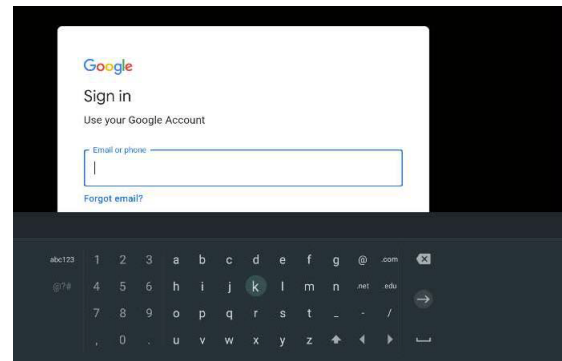 Google
Sign in
Use your Google Account
Email or phone
Forgot email?
abc123 1 2 3 a b c d e f g @ .com
@?# 4 5 6 h i j k l m n .net .edu
7 8 9 o p q r s t _ - /
, 0 . u v w x y z